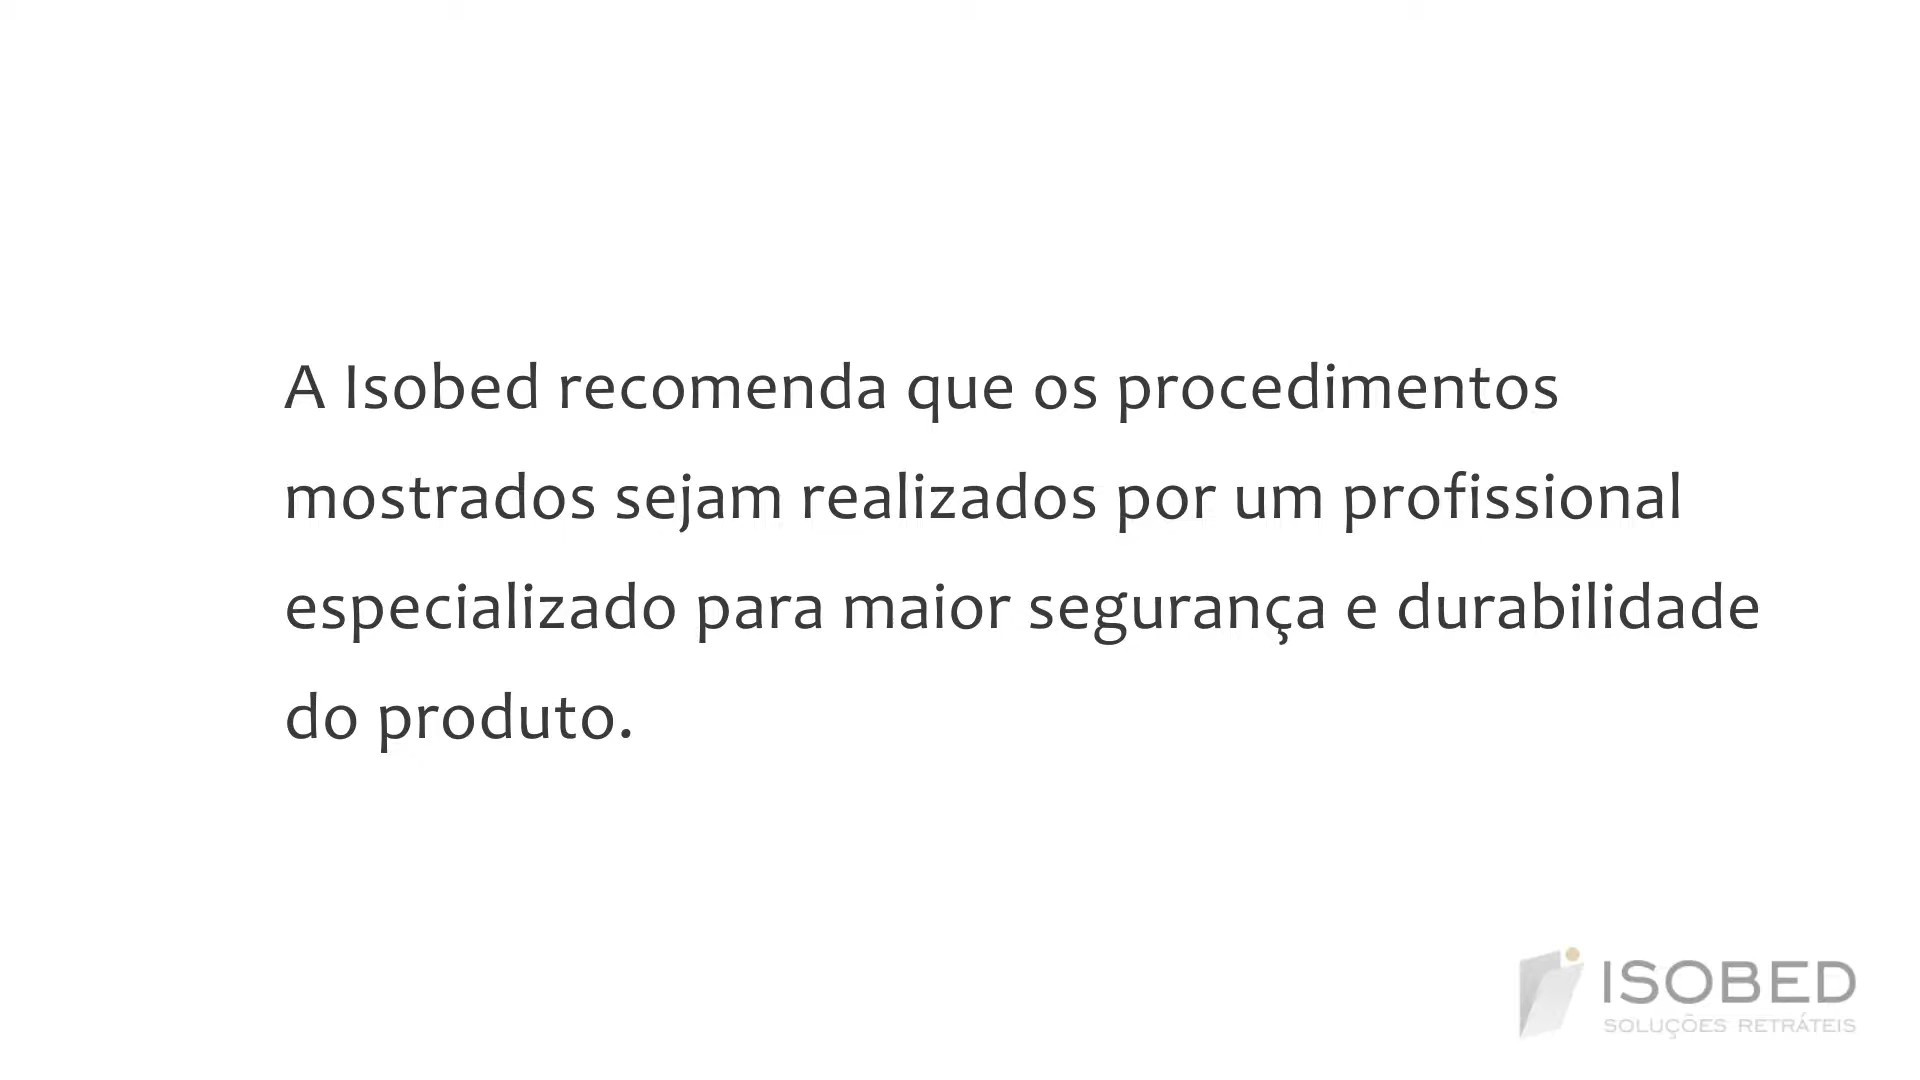 A Isobed recomenda que os procedimentos
mostrados sejam realizados por um profissional
especializado para maior segurança e durabilidade
do produto.
ISOBED
SOLUÇÕES RETRÁTEIS